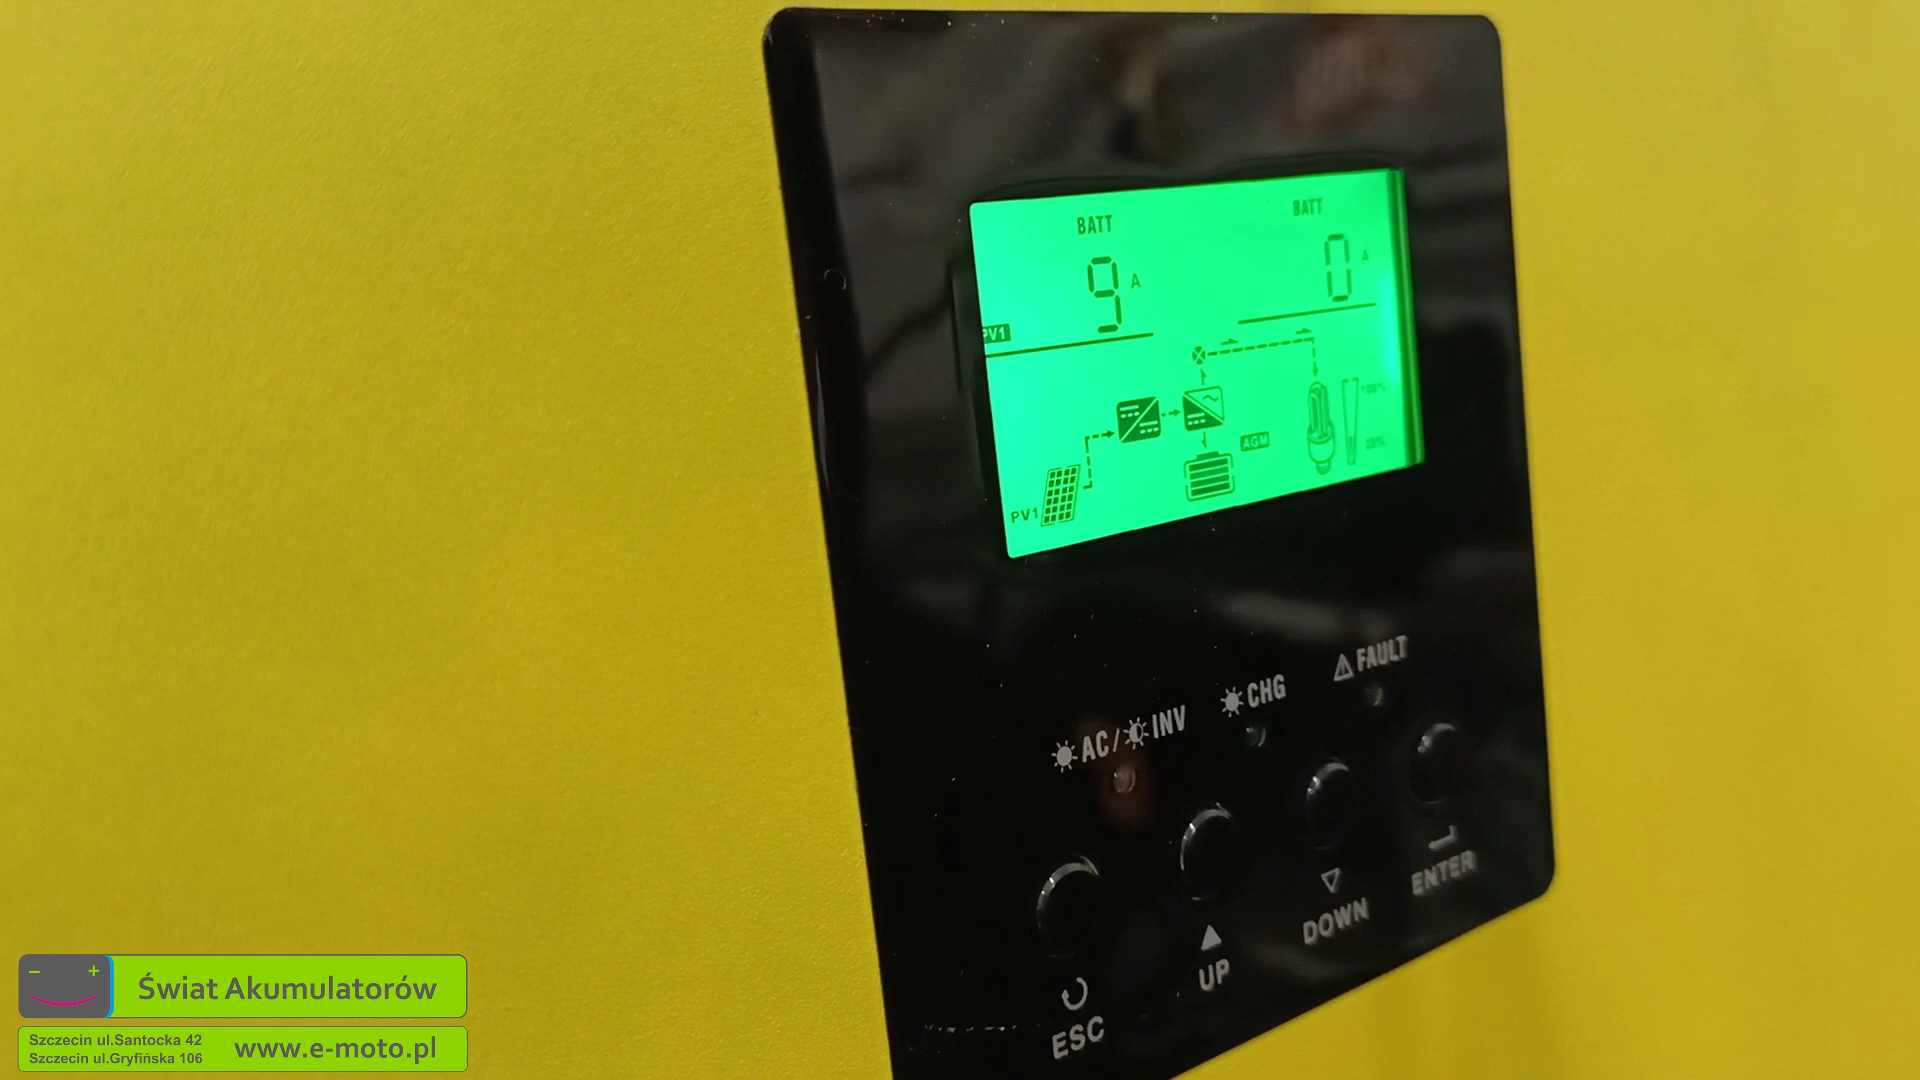 BATT
BATT
9 A
0 A
PV1
100%
25%
AGM
PV1
AC/ INV
CHG
FAULT
ESC
UP
DOWN
ENTER
- +
Świat Akumulatorów
Szczecin ul.Santocka 42
Szczecin ul.Gryfińska 106
www.e-moto.pl